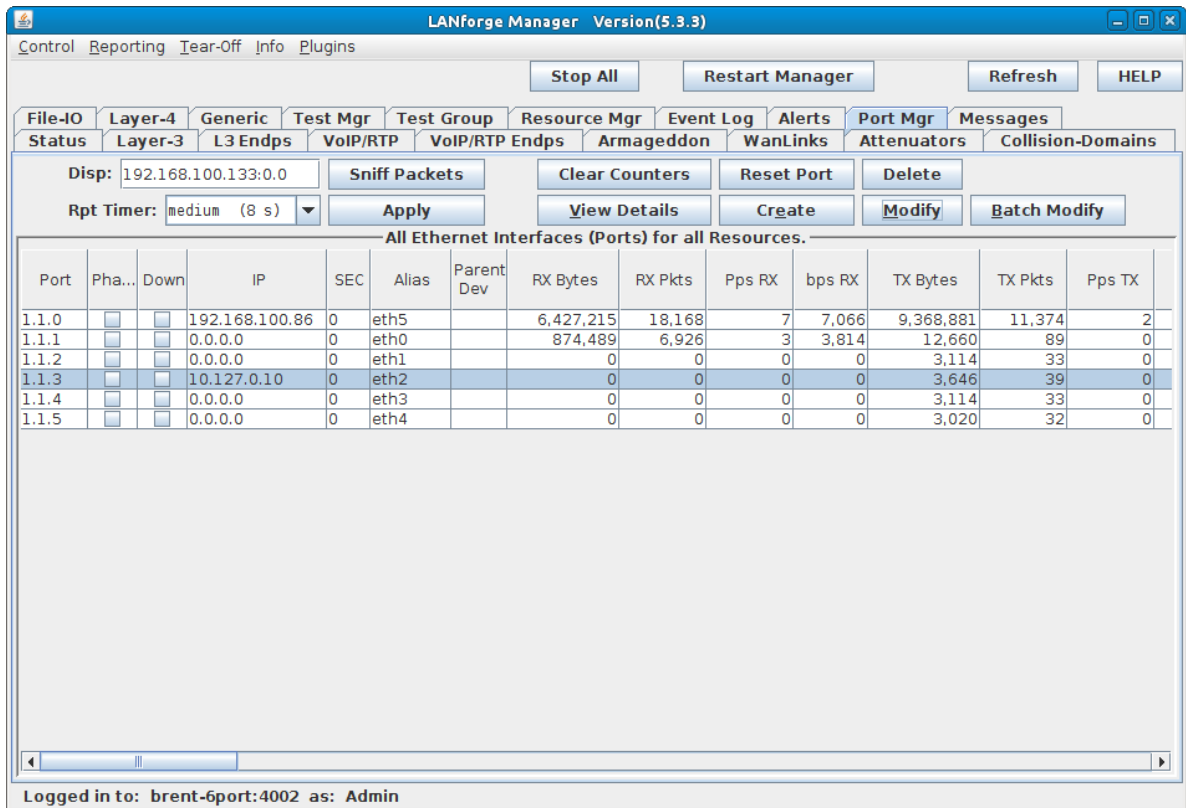 LANforge Manager Version(5.3.3)
Control Reporting Tear-Off Info Plugins
Stop All Restart Manager Refresh HELP
File-IO Layer-4 Generic Test Mgr Test Group Resource Mgr Event Log Alerts Port Mgr Messages
Status Layer-3 L3 Endps VoIP/RTP VoIP/RTP Endps Armageddon WanLinks Attenuators Collision-Domains
Disp: 192.168.100.133:0.0 Sniff Packets Clear Counters Reset Port Delete
Rpt Timer: medium (8 s) Apply View Details Create Modify Batch Modify
All Ethernet Interfaces (Ports) for all Resources.
Port Pha... Down IP SEC Alias Parent Dev RX Bytes RX Pkts Pps RX bps RX TX Bytes TX Pkts Pps TX
1.1.0 192.168.100.86 0 eth5 6,427,215 18,168 7 7,066 9,368,881 11,374 2
1.1.1 0.0.0.0 0 eth0 874,489 6,926 3 3,814 12,660 89 0
1.1.2 0.0.0.0 0 eth1 0 0 0 0 3,114 33 0
1.1.3 10.127.0.10 0 eth2 0 0 0 0 3,646 39 0
1.1.4 0.0.0.0 0 eth3 0 0 0 0 3,114 33 0
1.1.5 0.0.0.0 0 eth4 0 0 0 0 3,020 32 0
Logged in to: brent-6port:4002 as: Admin